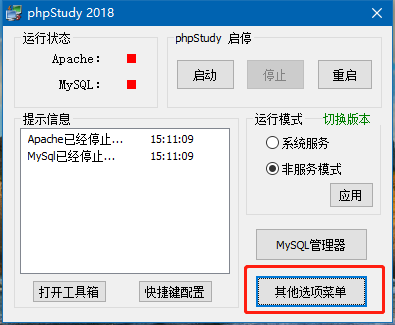 phpStudy 2018
运行状态
Apache:
MySQL:
phpStudy 启停
启动
停止
重启
提示信息
Apache已经停止... 15:11:09
MySql已经停止... 15:11:09
打开工具箱
快捷键配置
运行模式 切换版本
系统服务
非服务模式
应用
MySQL管理器
其他选项菜单